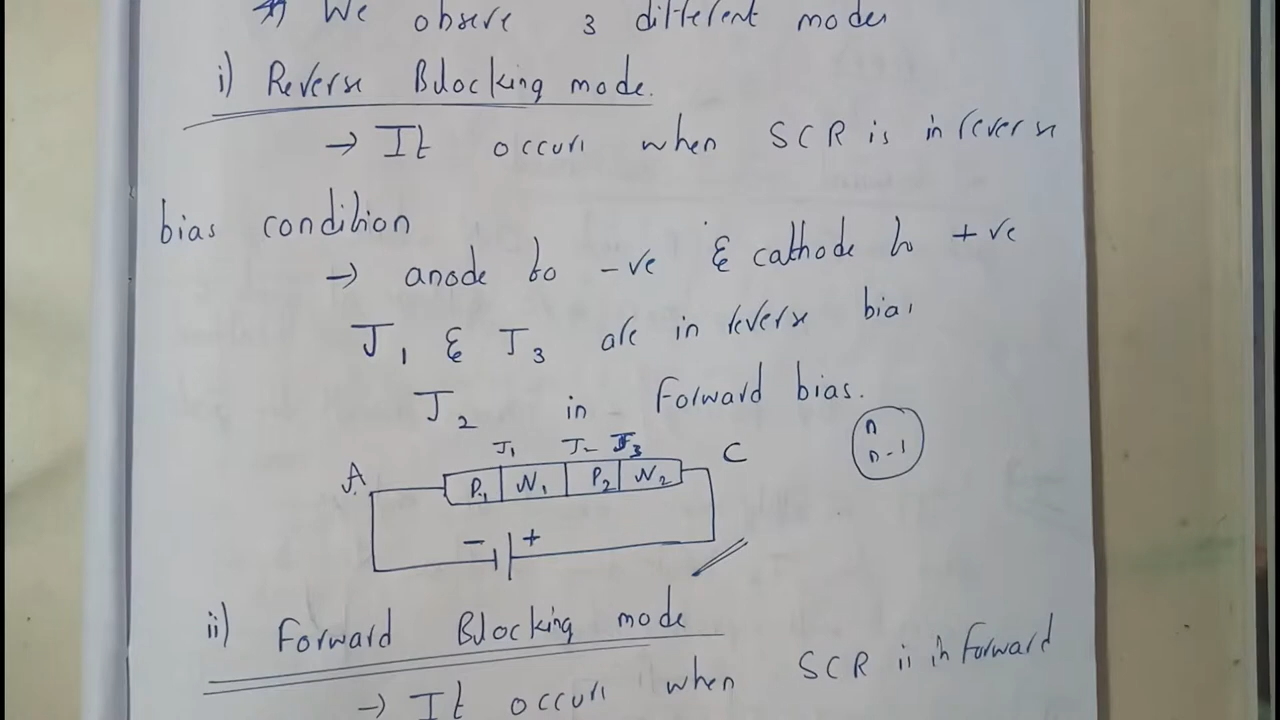 We observe 3 different modes
i) Reverse Blocking mode.
→ It occurs when SCR is in reverse
bias condition
→ anode to -ve & cathode to +ve
J1 & J3 are in reverse bias
J2 in Forward bias.
n
n-1
J1 J2 J3
A C
P1 N1 P2 N2
- +
ii) Forward Blocking mode
→ It occurs when SCR is in forward